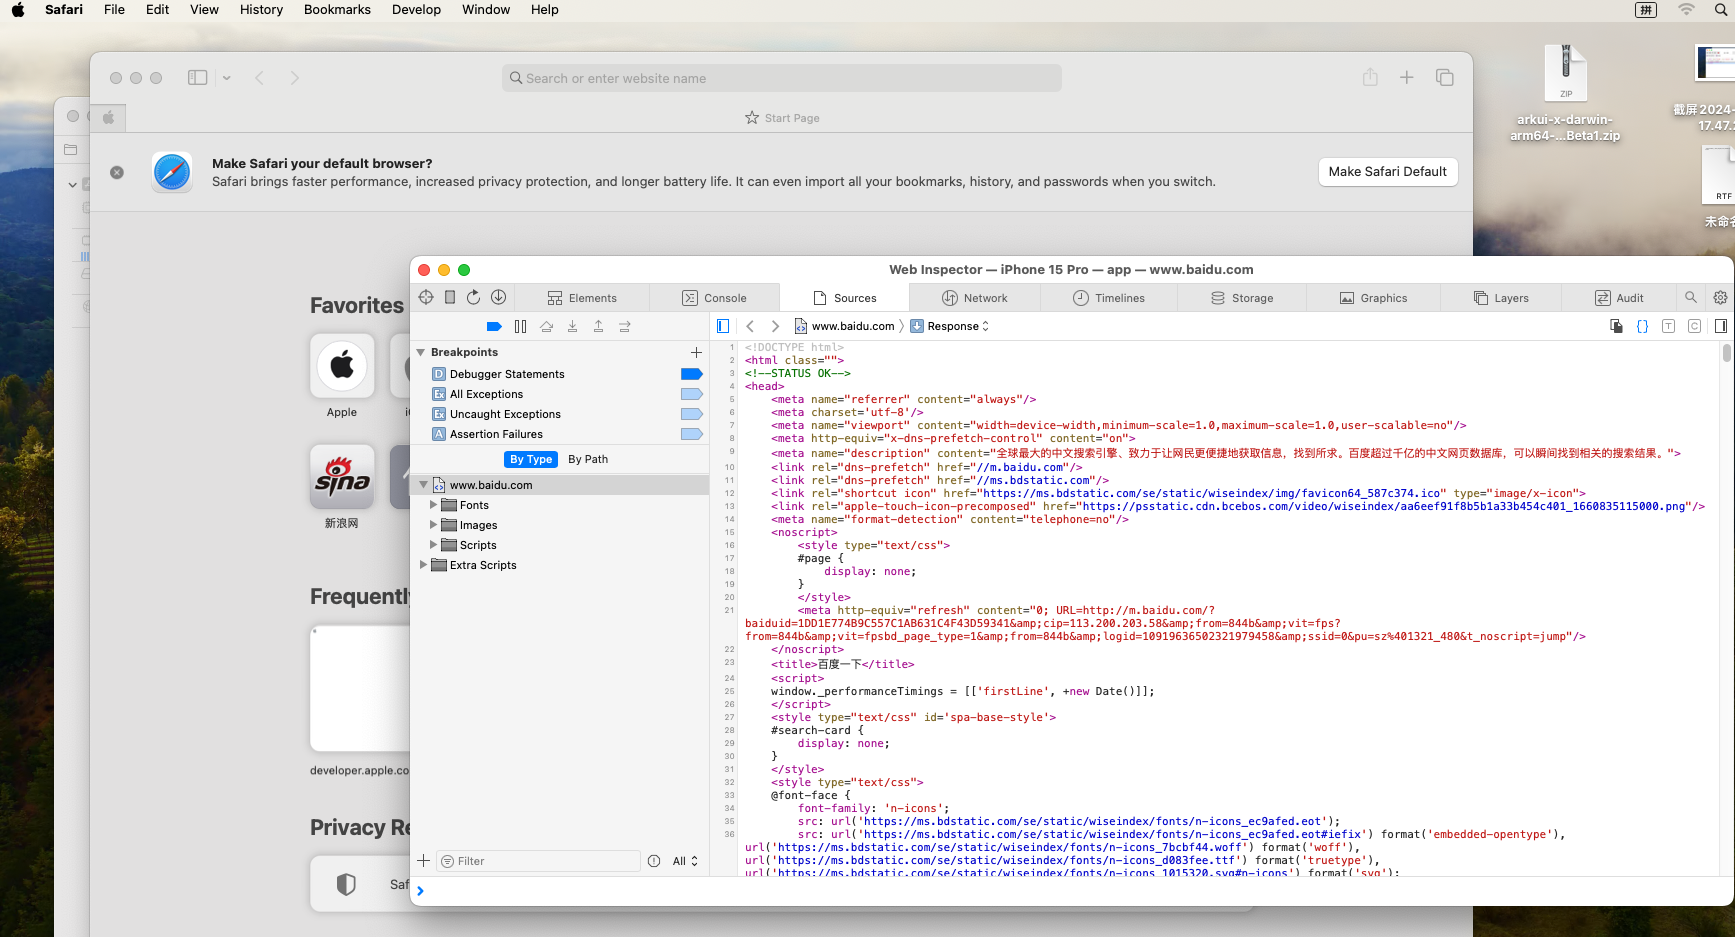 Safari File Edit View History Bookmarks Develop Window Help 拼
Search or enter website name
Start Page
Make Safari your default browser?
Safari brings faster performance, increased privacy protection, and longer battery life. It can even import all your bookmarks, history, and passwords when you switch.
Make Safari Default
ZIP
arkui-x-darwin-
arm64-...Beta1.zip
截屏2024-
17.47.2
RTF
未命名
Favorites
Apple
sina
新浪网
Frequently
developer.apple.co
Privacy Re
Saf
Web Inspector — iPhone 15 Pro — app — www.baidu.com
Elements Console Sources Network Timelines Storage Graphics Layers Audit
www.baidu.com Response
Breakpoints
D Debugger Statements
Ex All Exceptions
Ex Uncaught Exceptions
A Assertion Failures
By Type By Path
www.baidu.com
Fonts
Images
Scripts
Extra Scripts
Filter All
1 <!DOCTYPE html>
2 <html class="">
3 <!--STATUS OK-->
4 <head>
5 <meta name="referrer" content="always"/>
6 <meta charset='utf-8'/>
7 <meta name="viewport" content="width=device-width,minimum-scale=1.0,maximum-scale=1.0,user-scalable=no"/>
8 <meta http-equiv="x-dns-prefetch-control" content="on">
9 <meta name="description" content="全球最大的中文搜索引擎、致力于让网民更便捷地获取信息，找到所求。百度超过千亿的中文网页数据库，可以瞬间找到相关的搜索结果。">
10 <link rel="dns-prefetch" href="//m.baidu.com"/>
11 <link rel="dns-prefetch" href="//ms.bdstatic.com"/>
12 <link rel="shortcut icon" href="https://ms.bdstatic.com/se/static/wiseindex/img/favicon64_587c374.ico" type="image/x-icon">
13 <link rel="apple-touch-icon-precomposed" href="https://psstatic.cdn.bcebos.com/video/wiseindex/aa6eef91f8b5b1a33b454c401_1660835115000.png"/>
14 <meta name="format-detection" content="telephone=no"/>
15 <noscript>
16 <style type="text/css">
17 #page {
18 display: none;
19 }
20 </style>
21 <meta http-equiv="refresh" content="0; URL=http://m.baidu.com/?
baiduid=1DD1E774B9C557C1AB631C4F43D59341&amp;cip=113.200.203.58&amp;from=844b&amp;vit=fps?
from=844b&amp;vit=fpsbd_page_type=1&amp;from=844b&amp;logid=10919636502321979458&amp;ssid=0&pu=sz%401321_480&t_noscript=jump"/>
22 </noscript>
23 <title>百度一下</title>
24 <script>
25 window._performanceTimings = [['firstLine', +new Date()]];
26 </script>
27 <style type="text/css" id='spa-base-style'>
28 #search-card {
29 display: none;
30 }
31 </style>
32 <style type="text/css">
33 @font-face {
34 font-family: 'n-icons';
35 src: url('https://ms.bdstatic.com/se/static/wiseindex/fonts/n-icons_ec9afed.eot');
36 src: url('https://ms.bdstatic.com/se/static/wiseindex/fonts/n-icons_ec9afed.eot#iefix') format('embedded-opentype'),
url('https://ms.bdstatic.com/se/static/wiseindex/fonts/n-icons_7bcbf44.woff') format('woff'),
url('https://ms.bdstatic.com/se/static/wiseindex/fonts/n-icons_d083fee.ttf') format('truetype'),
url('https://ms.bdstatic.com/se/static/wiseindex/fonts/n-icons_1015320.svg#n-icons') format('svg');